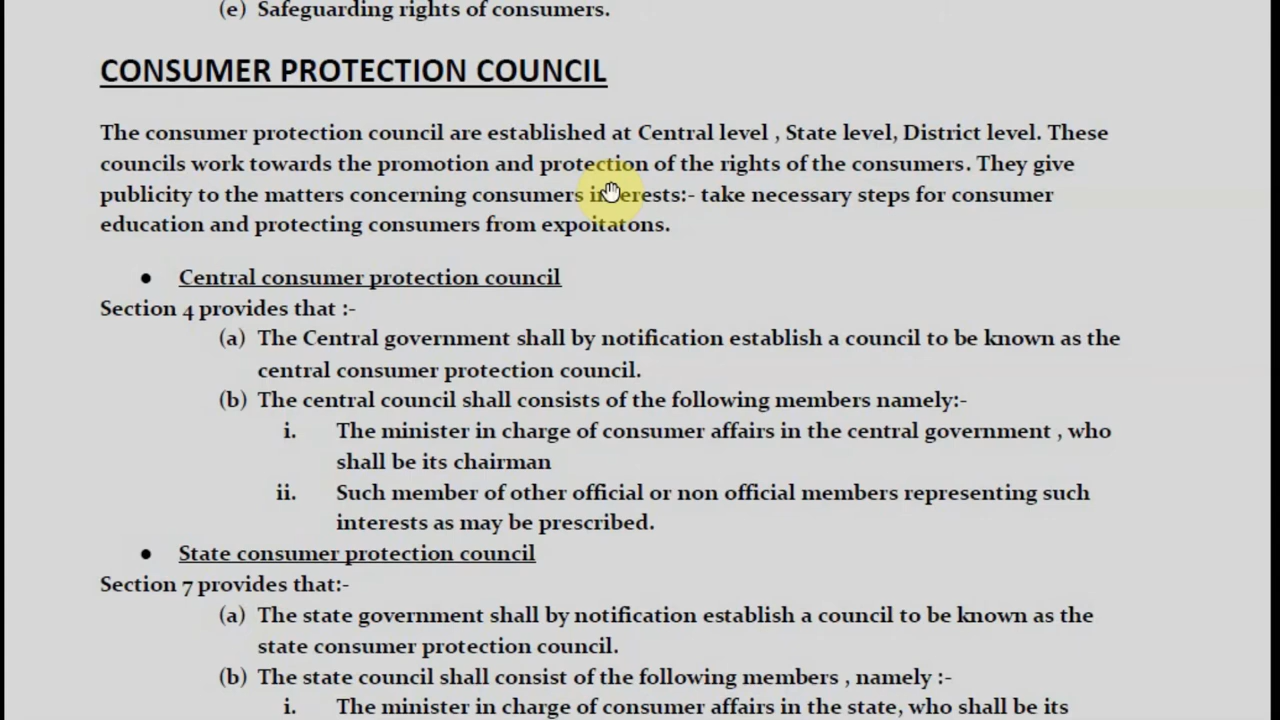 (e) Safeguarding rights of consumers.
CONSUMER PROTECTION COUNCIL
The consumer protection council are established at Central level , State level, District level. These
councils work towards the promotion and protection of the rights of the consumers. They give
publicity to the matters concerning consumers interests:- take necessary steps for consumer
education and protecting consumers from expoitatons.
● Central consumer protection council
Section 4 provides that :-
(a) The Central government shall by notification establish a council to be known as the
central consumer protection council.
(b) The central council shall consists of the following members namely:-
i. The minister in charge of consumer affairs in the central government , who
shall be its chairman
ii. Such member of other official or non official members representing such
interests as may be prescribed.
● State consumer protection council
Section 7 provides that:-
(a) The state government shall by notification establish a council to be known as the
state consumer protection council.
(b) The state council shall consist of the following members , namely :-
i. The minister in charge of consumer affairs in the state, who shall be its